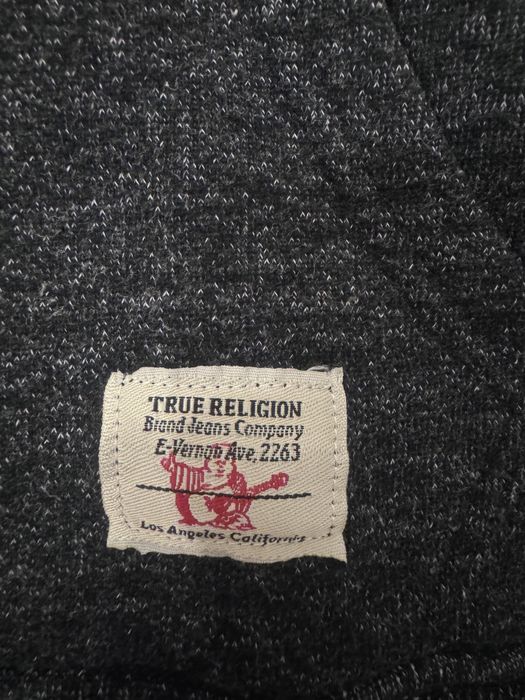 TRUE RELIGION
Brand Jeans Company
E-Vernon Ave, 2263
Los Angeles California